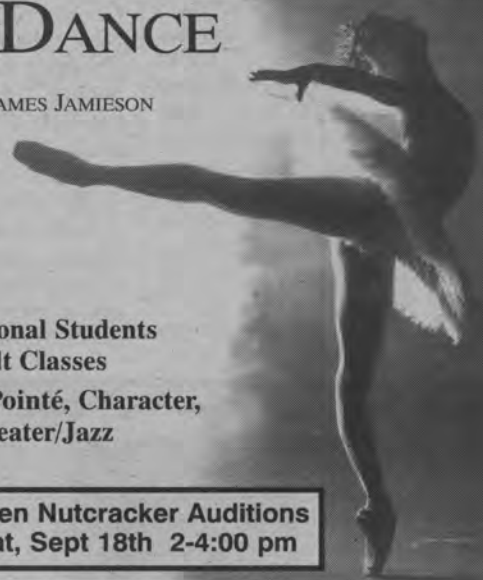 DANCE
AMES JAMIESON
onal Students
lt Classes
Pointé, Character,
eater/Jazz
en Nutcracker Auditions
at, Sept 18th 2-4:00 pm